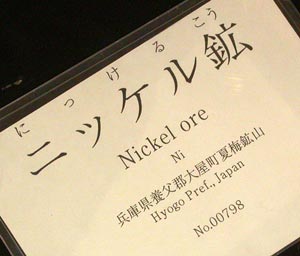 にっけるこう
ニッケル鉱
Nickel ore
Ni
兵庫県養父郡大屋町夏梅鉱山
Hyogo Pref., Japan
No.00798